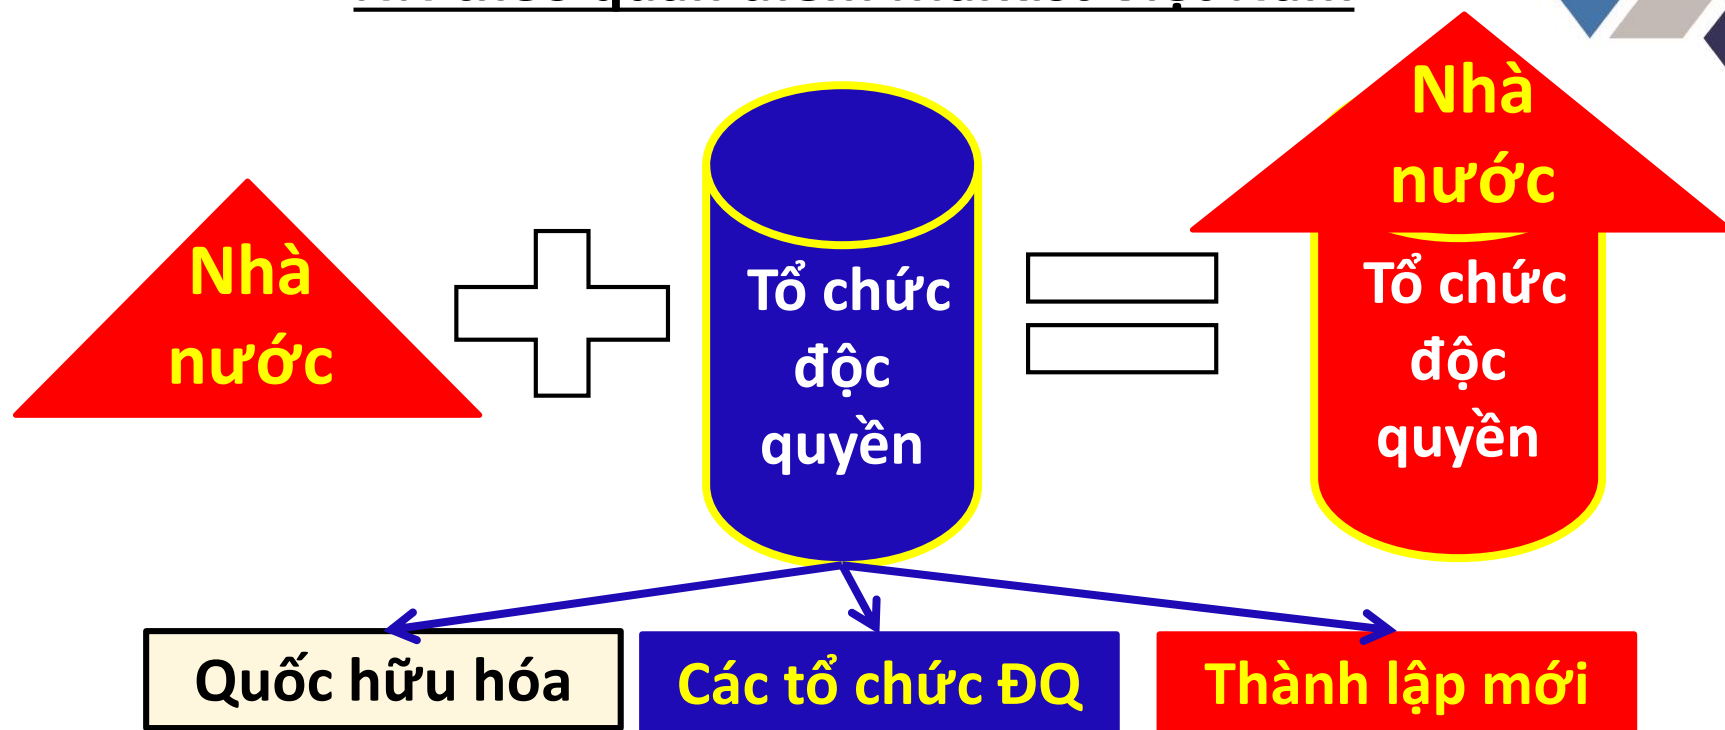 Nhà
nước
Tổ chức
độc
quyền
Nhà
nước
Tổ chức
độc
quyền
Quốc hữu hóa
Các tổ chức ĐQ
Thành lập mới